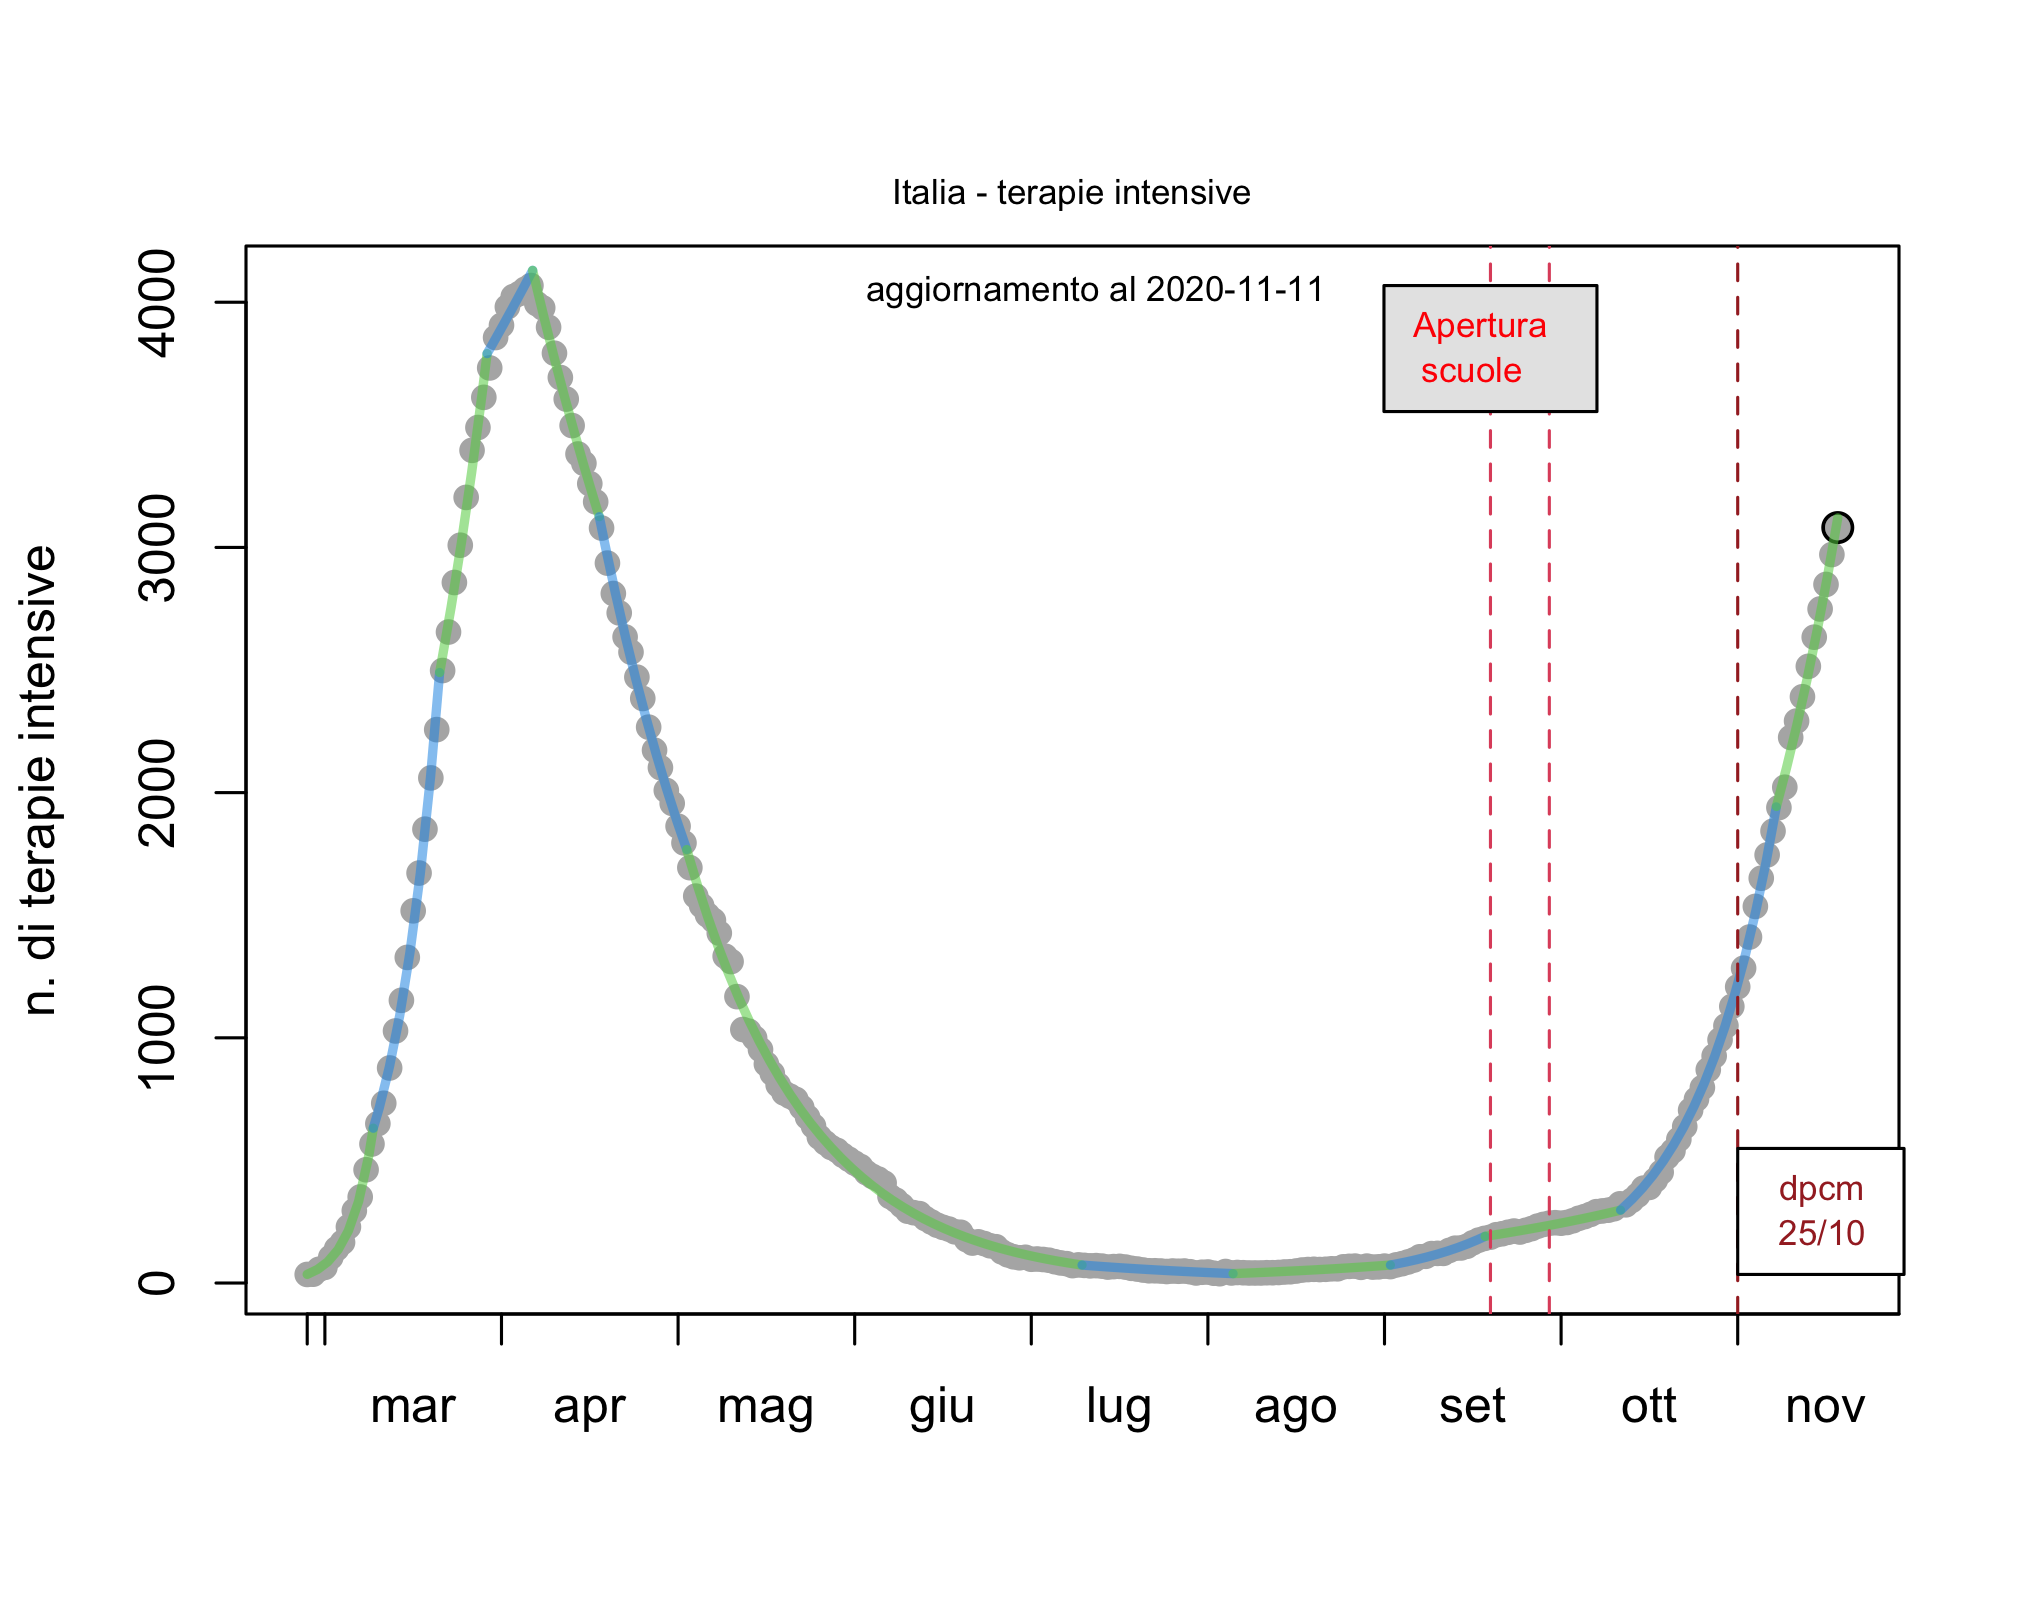 Italia - terapie intensive
aggiornamento al 2020-11-11
Apertura
scuole
n. di terapie intensive
4000
3000
2000
1000
0
dpcm
25/10
mar apr mag giu lug ago set ott nov